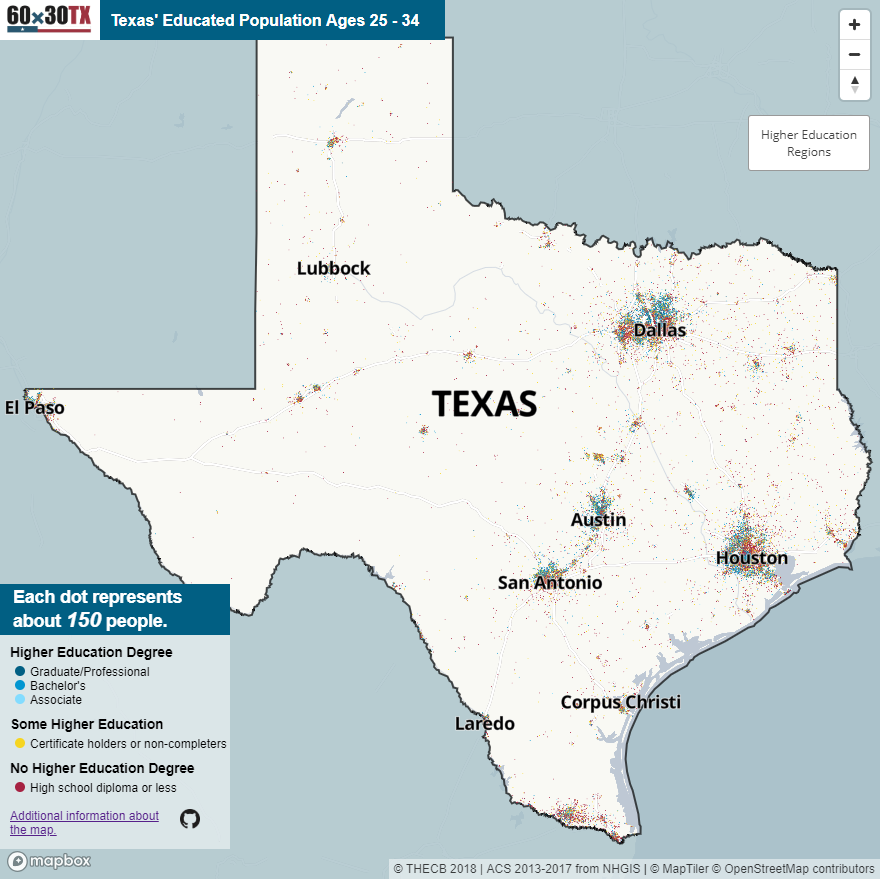 60x30TX
Texas' Educated Population Ages 25 - 34
+
−
Higher Education
Regions
Lubbock
Dallas
El Paso
TEXAS
Austin
Houston
San Antonio
Corpus Christi
Laredo
Each dot represents
about 150 people.
Higher Education Degree
Graduate/Professional
Bachelor's
Associate
Some Higher Education
Certificate holders or non-completers
No Higher Education Degree
High school diploma or less
Additional information about
the map.
mapbox
© THECB 2018 | ACS 2013-2017 from NHGIS | © MapTiler © OpenStreetMap contributors